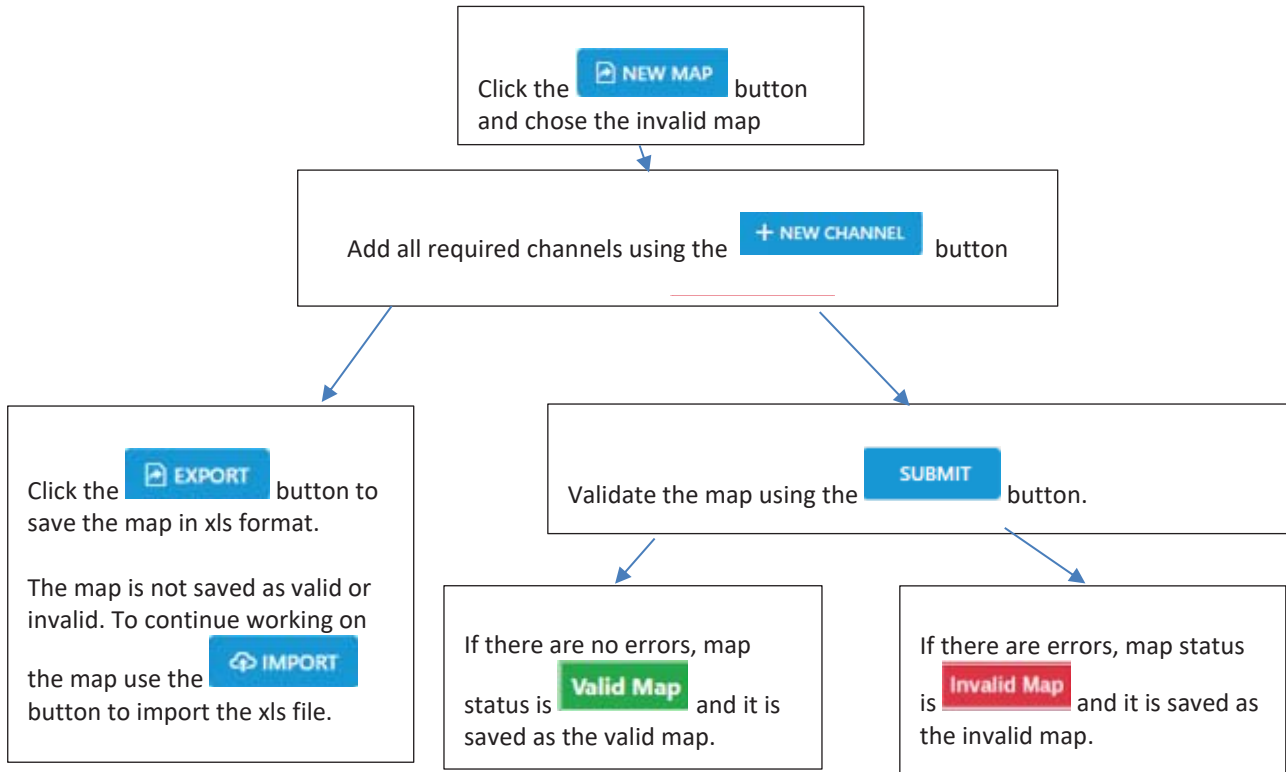 Click the NEW MAP button
and chose the invalid map
Add all required channels using the + NEW CHANNEL button
Click the EXPORT button to
save the map in xls format.
The map is not saved as valid or
invalid. To continue working on
the map use the IMPORT
button to import the xls file.
Validate the map using the SUBMIT button.
If there are no errors, map
status is Valid Map and it is
saved as the valid map.
If there are errors, map status
is Invalid Map and it is saved as
the invalid map.